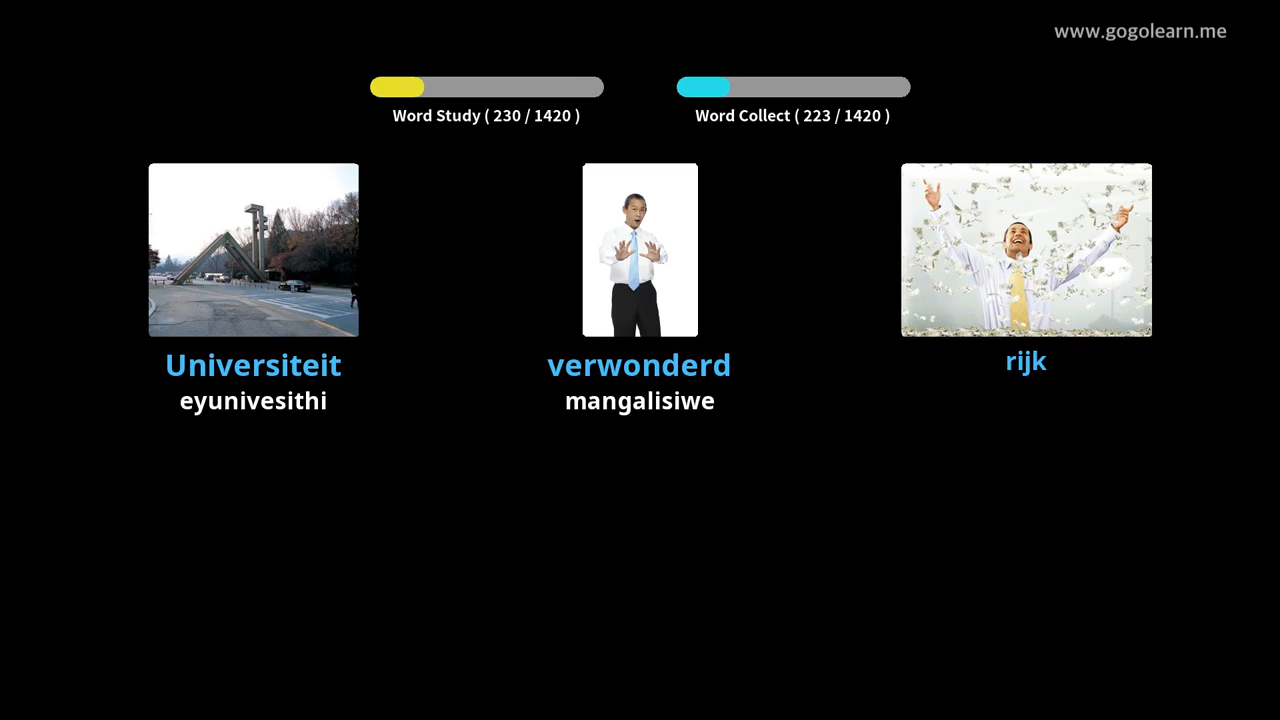 www.gogolearn.me
Word Study ( 230 / 1420 )
Word Collect ( 223 / 1420 )
Universiteit
eyunivesithi
verwonderd
mangalisiwe
rijk